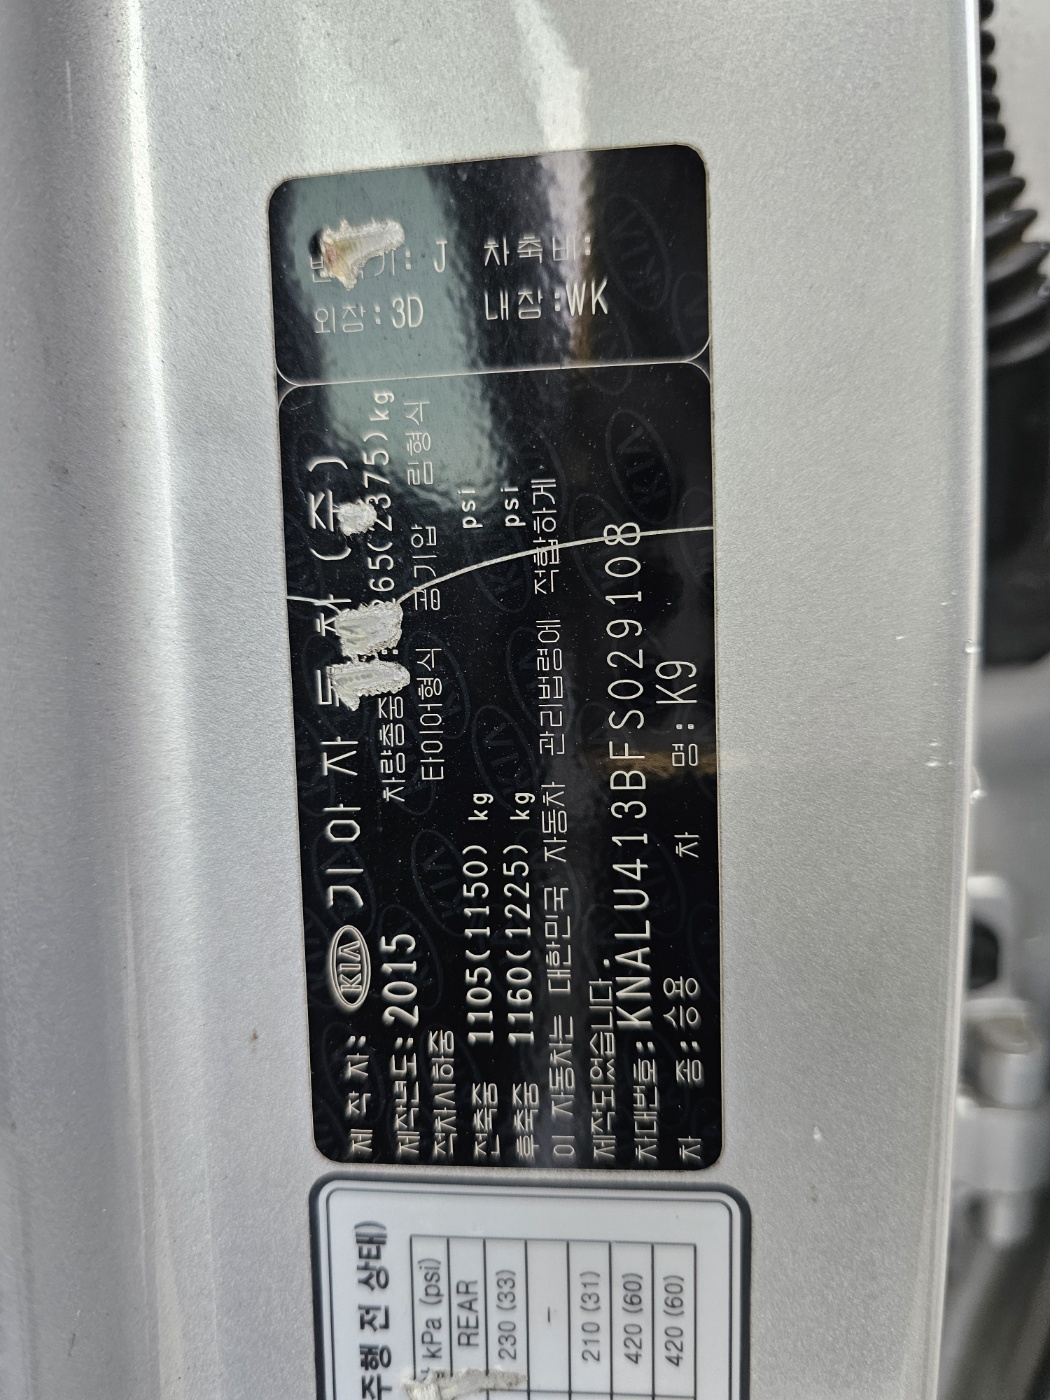 제 작 자: KIA 기아 자 동 차 (주)
제작년도:2015 차량총중 65(2375)kg
적차시하중 타이어형식 공기압 림형식
전축중 1105(1150) kg psi
후축중 1160(1225) kg psi
이 자동차는 대한민국 자동차 관리법령에 적합하게
제작되었습니다.
차대번호:KNALU413BFS029108
차 종:승용 차 명:K9
기: J 차축비:
외장:3D 내장:WK
주행 전 상태)
kPa (psi)
REAR
230 (33)
-
210 (31)
420 (60)
420 (60)